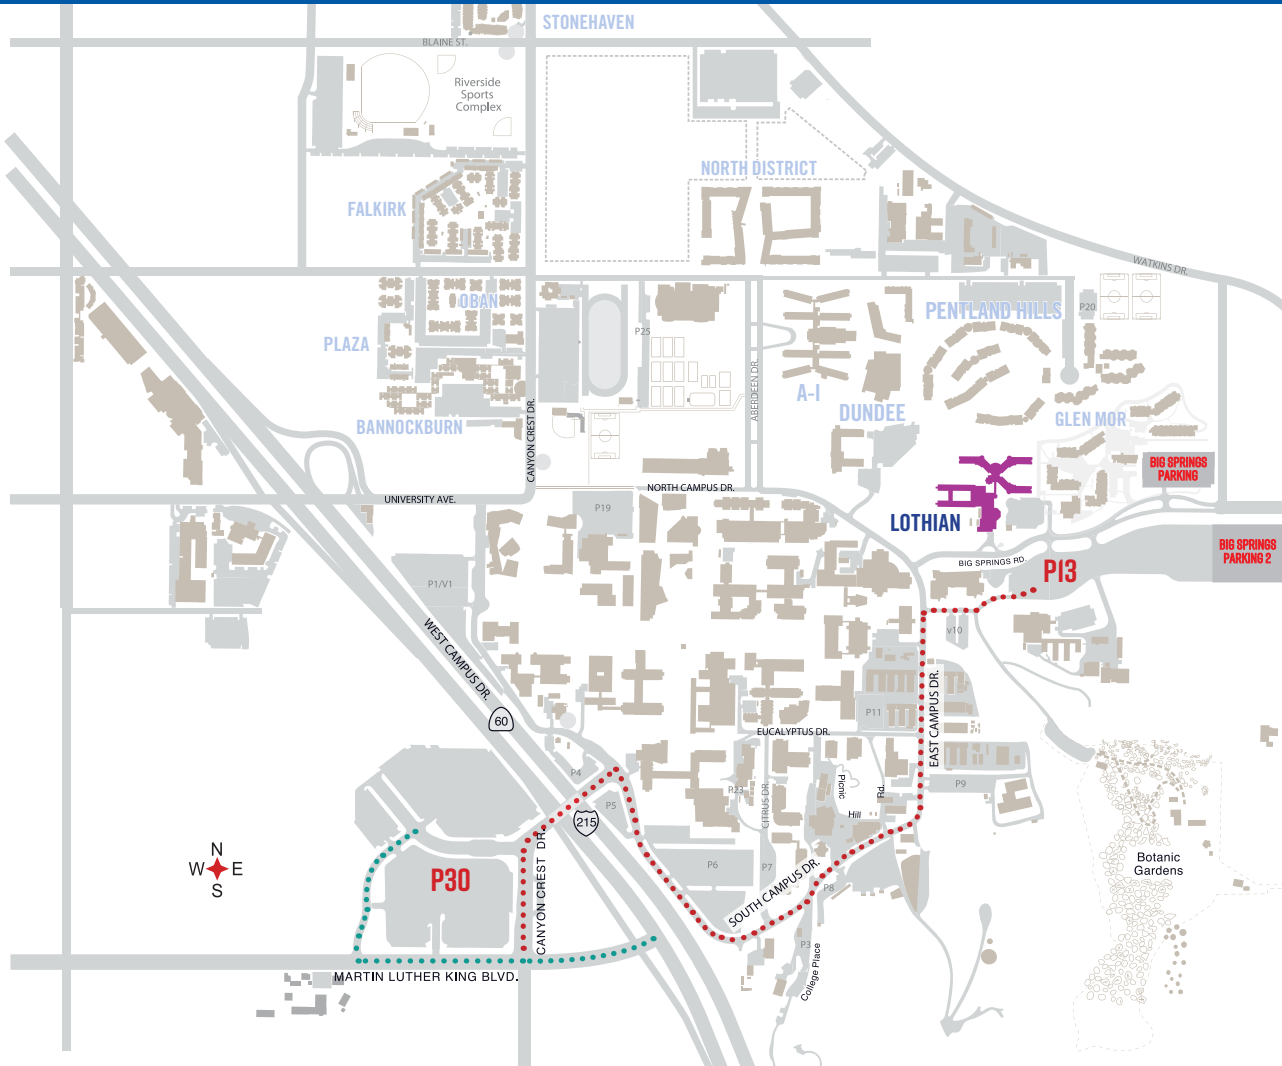 STONEHAVEN
BLAINE ST.
Riverside
Sports
Complex
NORTH DISTRICT
FALKIRK
WATKINS DR.
OBAN
PENTLAND HILLS
P20
P25
PLAZA
ABERDEEN DR.
A-I
DUNDEE
CANYON CREST DR.
BANNOCKBURN
GLEN MOR
BIG SPRINGS
PARKING
NORTH CAMPUS DR.
UNIVERSITY AVE.
P19
LOTHIAN
BIG SPRINGS
PARKING 2
BIG SPRINGS RD.
P13
P1/V1
WEST CAMPUS DR.
v10
EAST CAMPUS DR.
60
P11
EUCALYPTUS DR.
P4
P23
CITRUS DR.
Picnic
Hill
Rd.
P9
P5
215
CANYON CREST DR.
N
W E
S
P30
P6
P7
P8
SOUTH CAMPUS DR.
Botanic
Gardens
P3
College Place
MARTIN LUTHER KING BLVD.